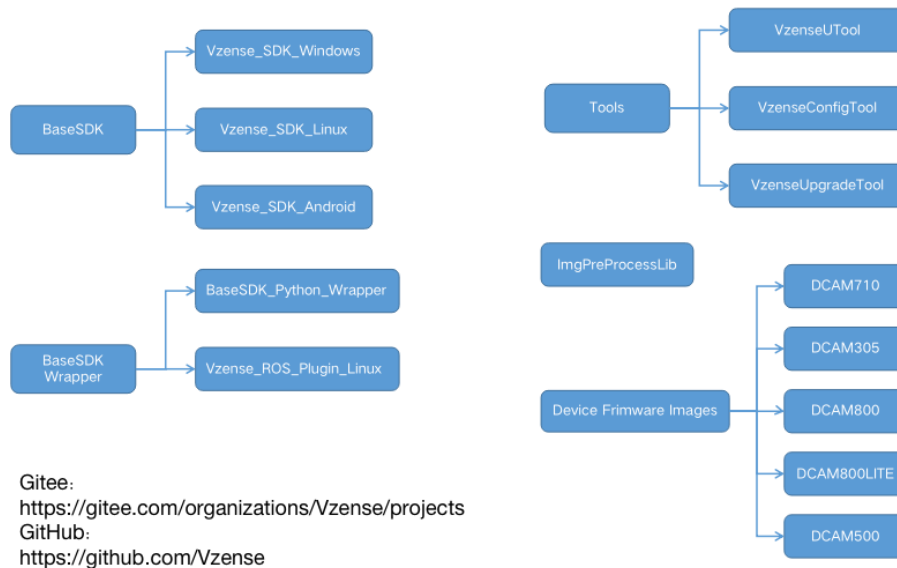 BaseSDK
Vzense_SDK_Windows
Vzense_SDK_Linux
Vzense_SDK_Android
BaseSDK
Wrapper
BaseSDK_Python_Wrapper
Vzense_ROS_Plugin_Linux
Gitee:
https://gitee.com/organizations/Vzense/projects
GitHub:
https://github.com/Vzense
Tools
VzenseUTool
VzenseConfigTool
VzenseUpgradeTool
ImgPreProcessLib
Device Frimware Images
DCAM710
DCAM305
DCAM800
DCAM800LITE
DCAM500